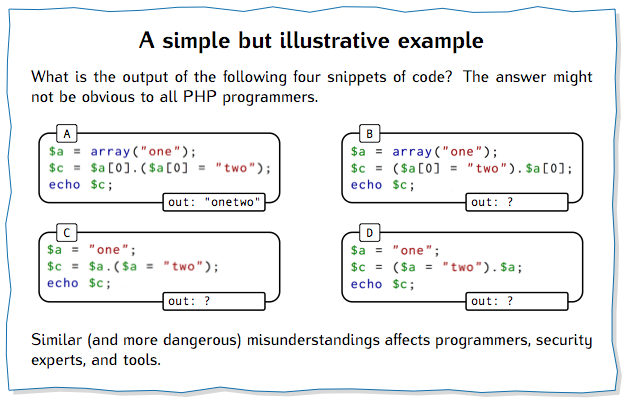 A simple but illustrative example
What is the output of the following four snippets of code? The answer might
not be obvious to all PHP programmers.
A
$a = array("one");
$c = $a[0].($a[0] = "two");
echo $c;
out: "onetwo"
B
$a = array("one");
$c = ($a[0] = "two").$a[0];
echo $c;
out: ?
C
$a = "one";
$c = $a.($a = "two");
echo $c;
out: ?
D
$a = "one";
$c = ($a = "two").$a;
echo $c;
out: ?
Similar (and more dangerous) misunderstandings affects programmers, security
experts, and tools.